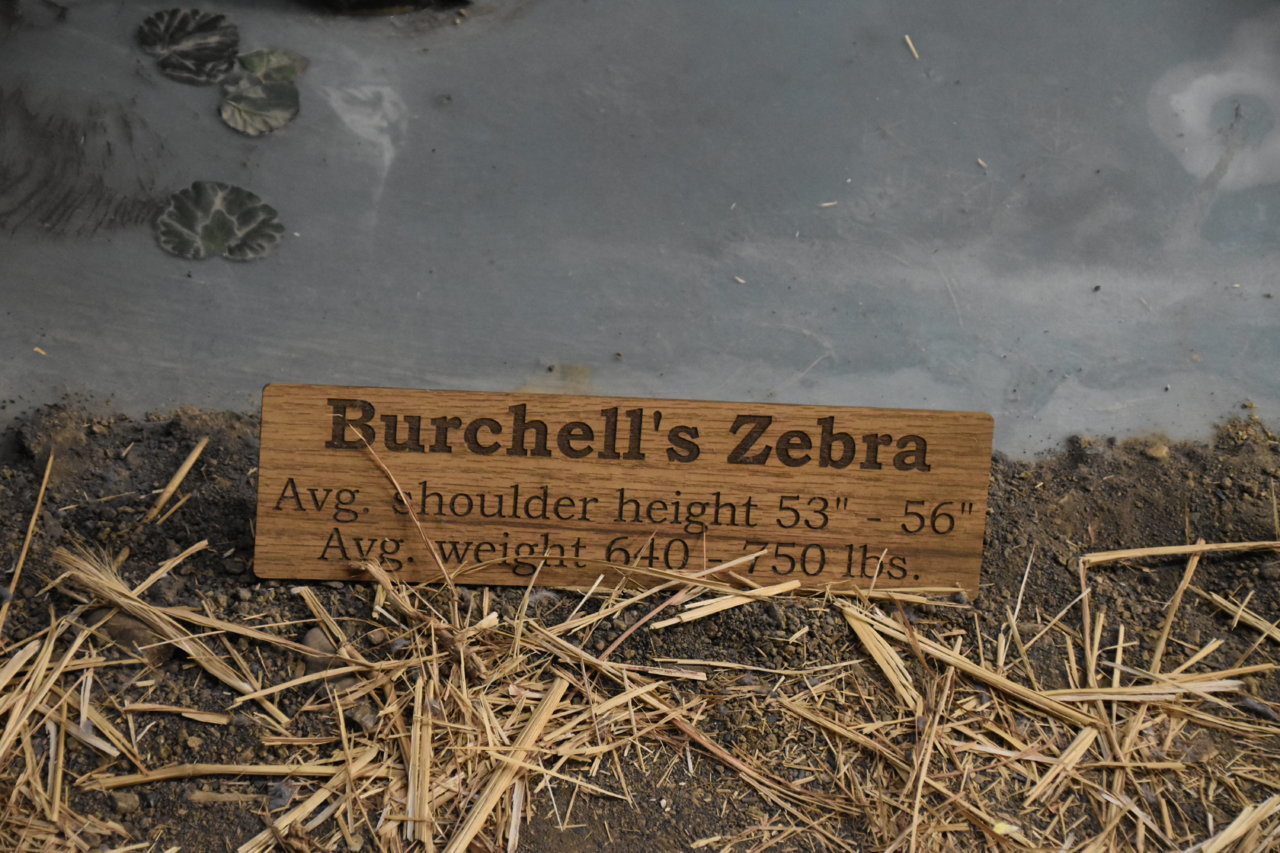 Burchell's Zebra
Avg. shoulder height 53" - 56"
Avg. weight 640 - 750 lbs.